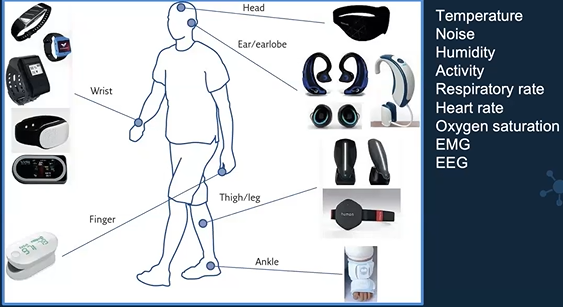 Head
Ear/earlobe
Wrist
Thigh/leg
Finger
Ankle
Temperature
Noise
Humidity
Activity
Respiratory rate
Heart rate
Oxygen saturation
EMG
EEG